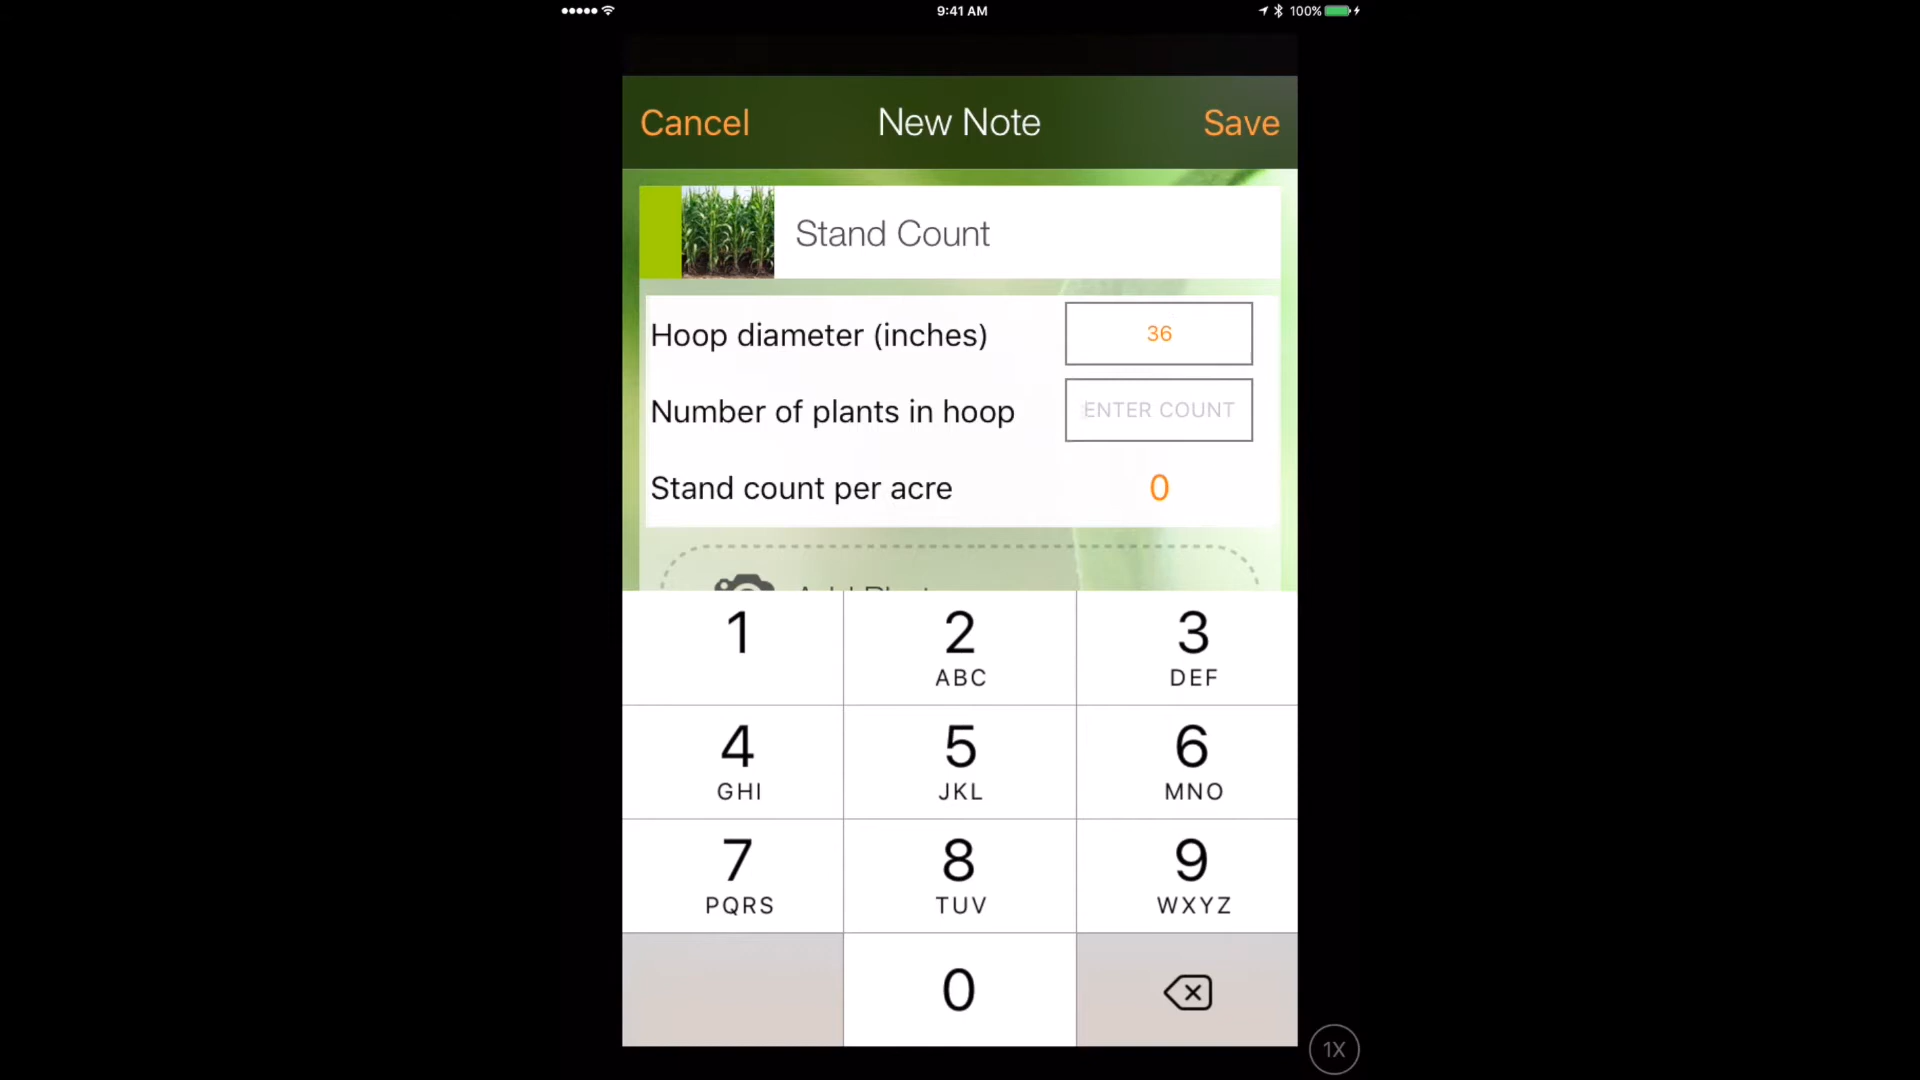 9:41 AM
100%
Cancel
New Note
Save
Stand Count
Hoop diameter (inches)
36
Number of plants in hoop
ENTER COUNT
Stand count per acre
0
1
2
ABC
3
DEF
4
GHI
5
JKL
6
MNO
7
PQRS
8
TUV
9
WXYZ
0
1X